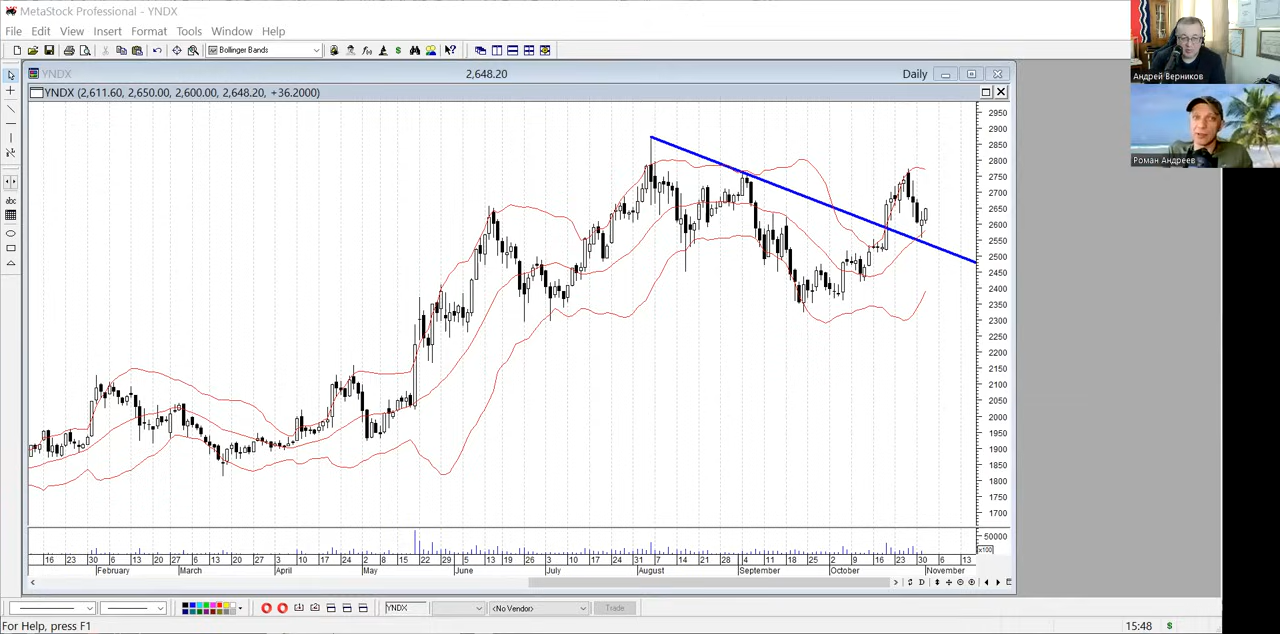 MetaStock Professional - YNDX
File Edit View Insert Format Tools Window Help
Bollinger Bands
YNDX 2,648.20 Daily
YNDX (2,611.60, 2,650.00, 2,600.00, 2,648.20, +36.2000)
abc
2950
2900
2850
2800
2750
2700
2650
2600
2550
2500
2450
2400
2350
2300
2250
2200
2150
2100
2050
2000
1950
1900
1850
1800
1750
1700
50000
x100
16 23 30 6 13 20 27 6 13 20 27 3 10 17 24 2 10 15 22 29 5 13 19 26 3 10 17 24 31 7 14 21 28 4 11 18 25 2 9 16 23 30 6 13
February March April May June July August September October November
D
YNDX <No Vendor> Trade
For Help, press F1
15:48 $
Андрей Верников
Роман Андреев